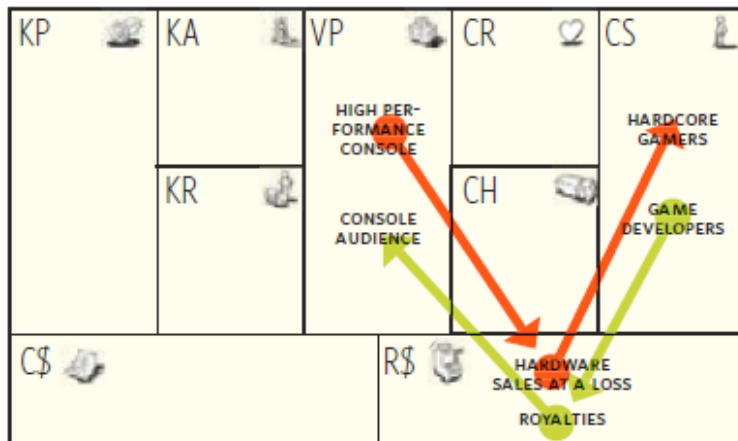 KP
KA
VP
CR
CS
HIGH PER-
FORMANCE
CONSOLE
HARDCORE
GAMERS
KR
CH
CONSOLE
AUDIENCE
GAME
DEVELOPERS
C$
R$
HARDWARE
SALES AT A LOSS
ROYALTIES